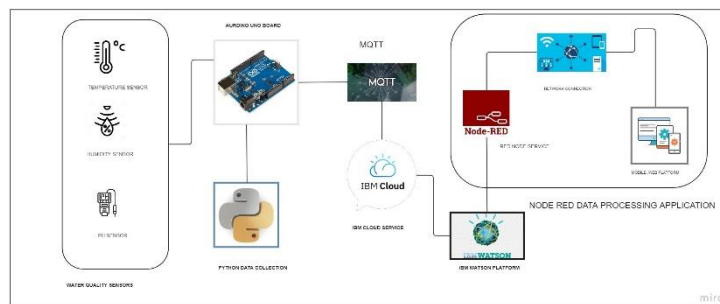 AURDINO UNO BOARD
°C
TEMPERATURE SENSOR
%
HUMIDITY SENSOR
PH SENSOR
WATER QUALITY SENSORS
PYTHON DATA COLLECTION
MQTT
MQTT
IBM Cloud
IBM CLOUD SERVICE
NETWORK CONNECTION
Node-RED
RED NODE SERVICE
MOBILE, WEB PLATFORM
NODE RED DATA PROCESSING APPLICATION
IBM WATSON
IBM WATSON PLATFORM
miro